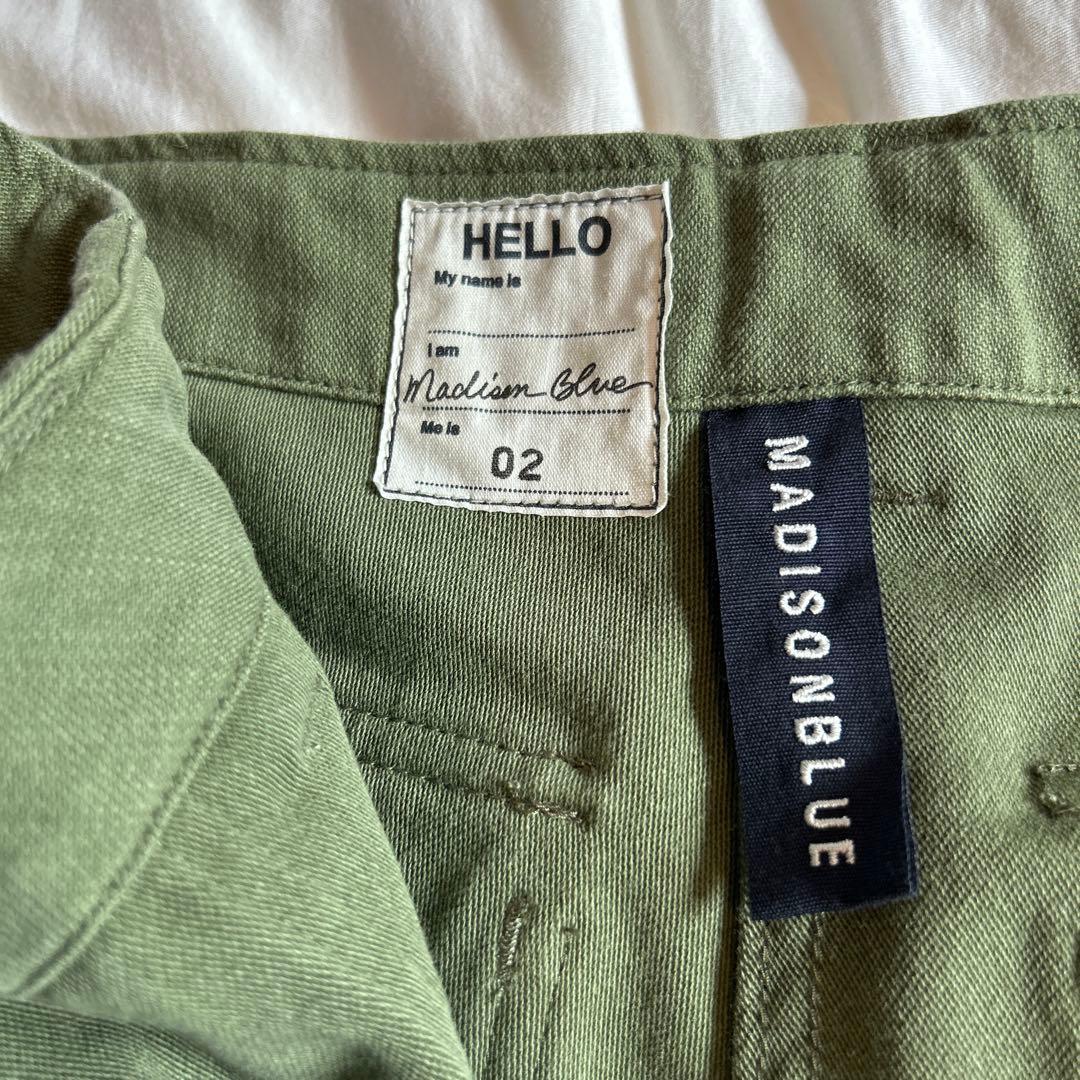 HELLO
My name is
I am
Madison Blue
Me is
02
MADISONBLUE